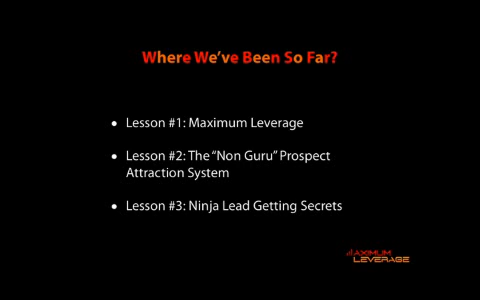 Where We've Been So Far?
• Lesson #1: Maximum Leverage
• Lesson #2: The “Non Guru” Prospect
Attraction System
• Lesson #3: Ninja Lead Getting Secrets
MAXIMUM
LEVERAGE